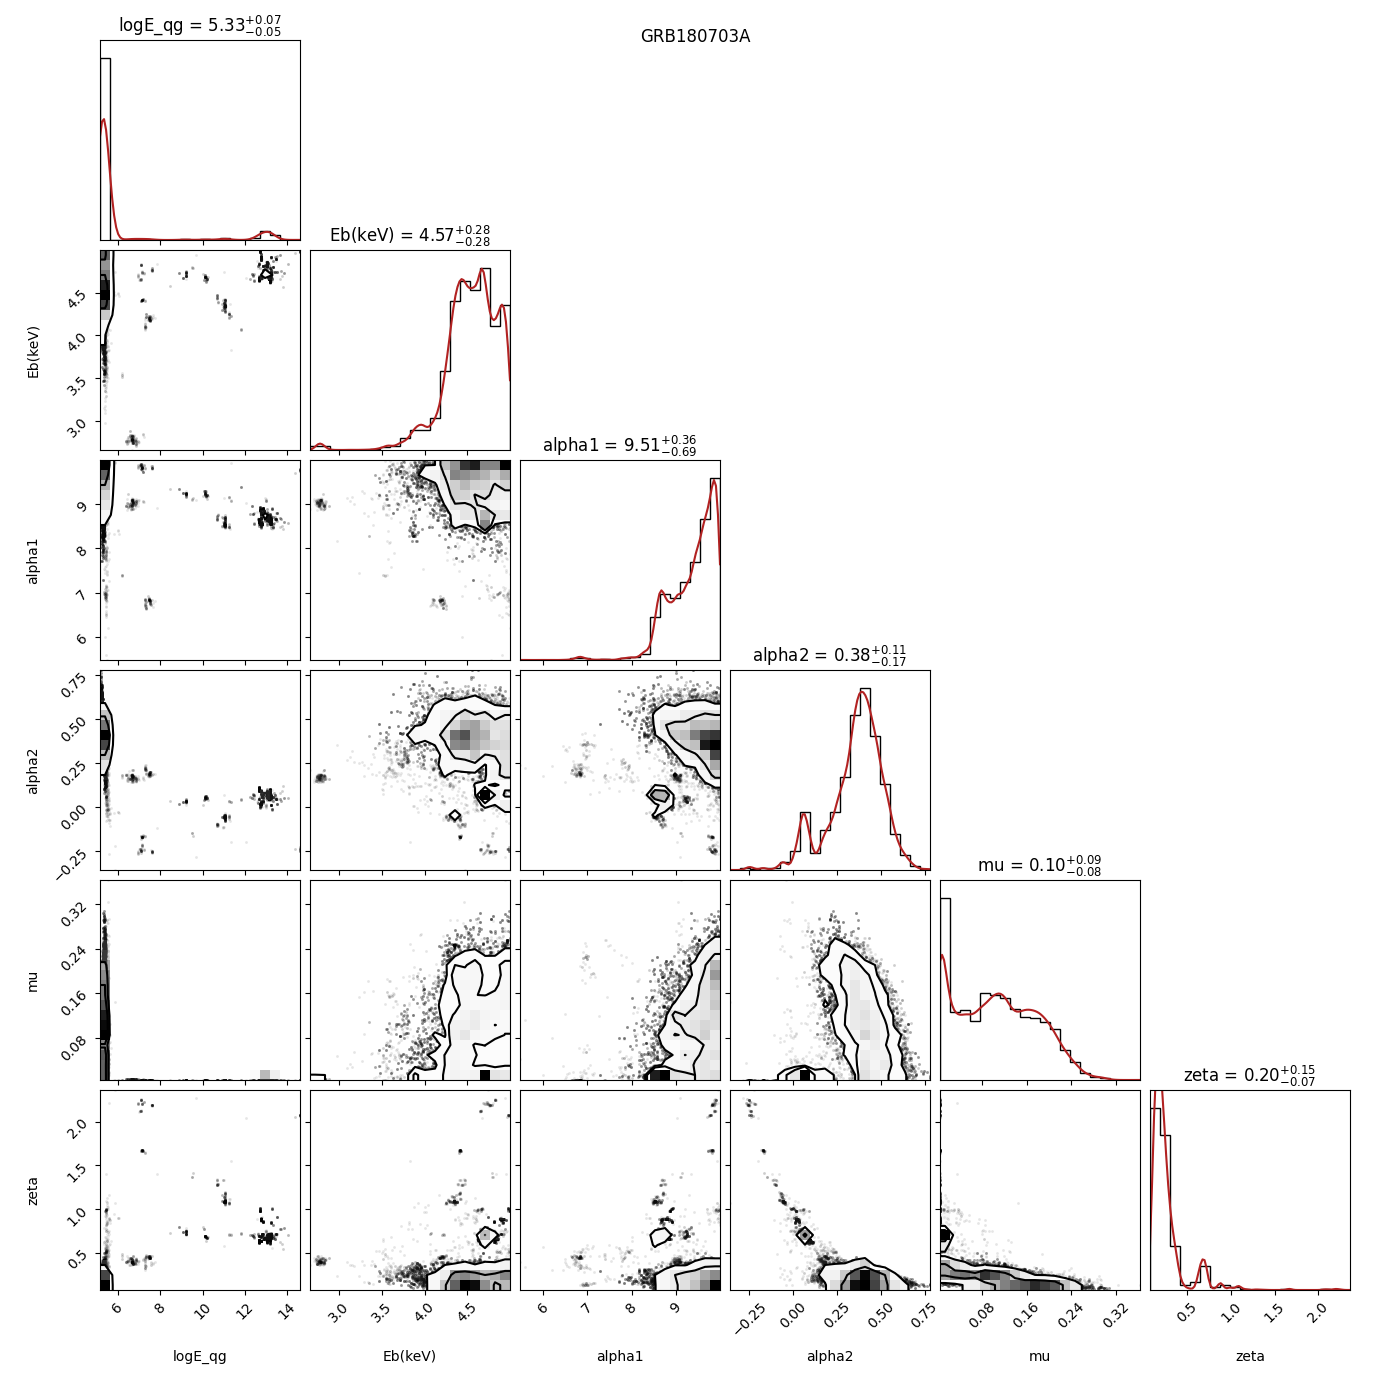 GRB180703A
logE_qg = 5.33^{+0.07}_{-0.05}
Eb(keV) = 4.57^{+0.28}_{-0.28}
4.5
4.0
3.5
3.0
Eb(keV)
alpha1 = 9.51^{+0.36}_{-0.69}
9
8
7
6
alpha1
alpha2 = 0.38^{+0.11}_{-0.17}
0.75
0.50
0.25
0.00
−0.25
alpha2
mu = 0.10^{+0.09}_{-0.08}
0.32
0.24
0.16
0.08
mu
zeta = 0.20^{+0.15}_{-0.07}
2.0
1.5
1.0
0.5
zeta
6 8 10 12 14
3.0 3.5 4.0 4.5
6 7 8 9
−0.25 0.00 0.25 0.50 0.75
0.08 0.16 0.24 0.32
0.5 1.0 1.5 2.0
logE_qg
Eb(keV)
alpha1
alpha2
mu
zeta